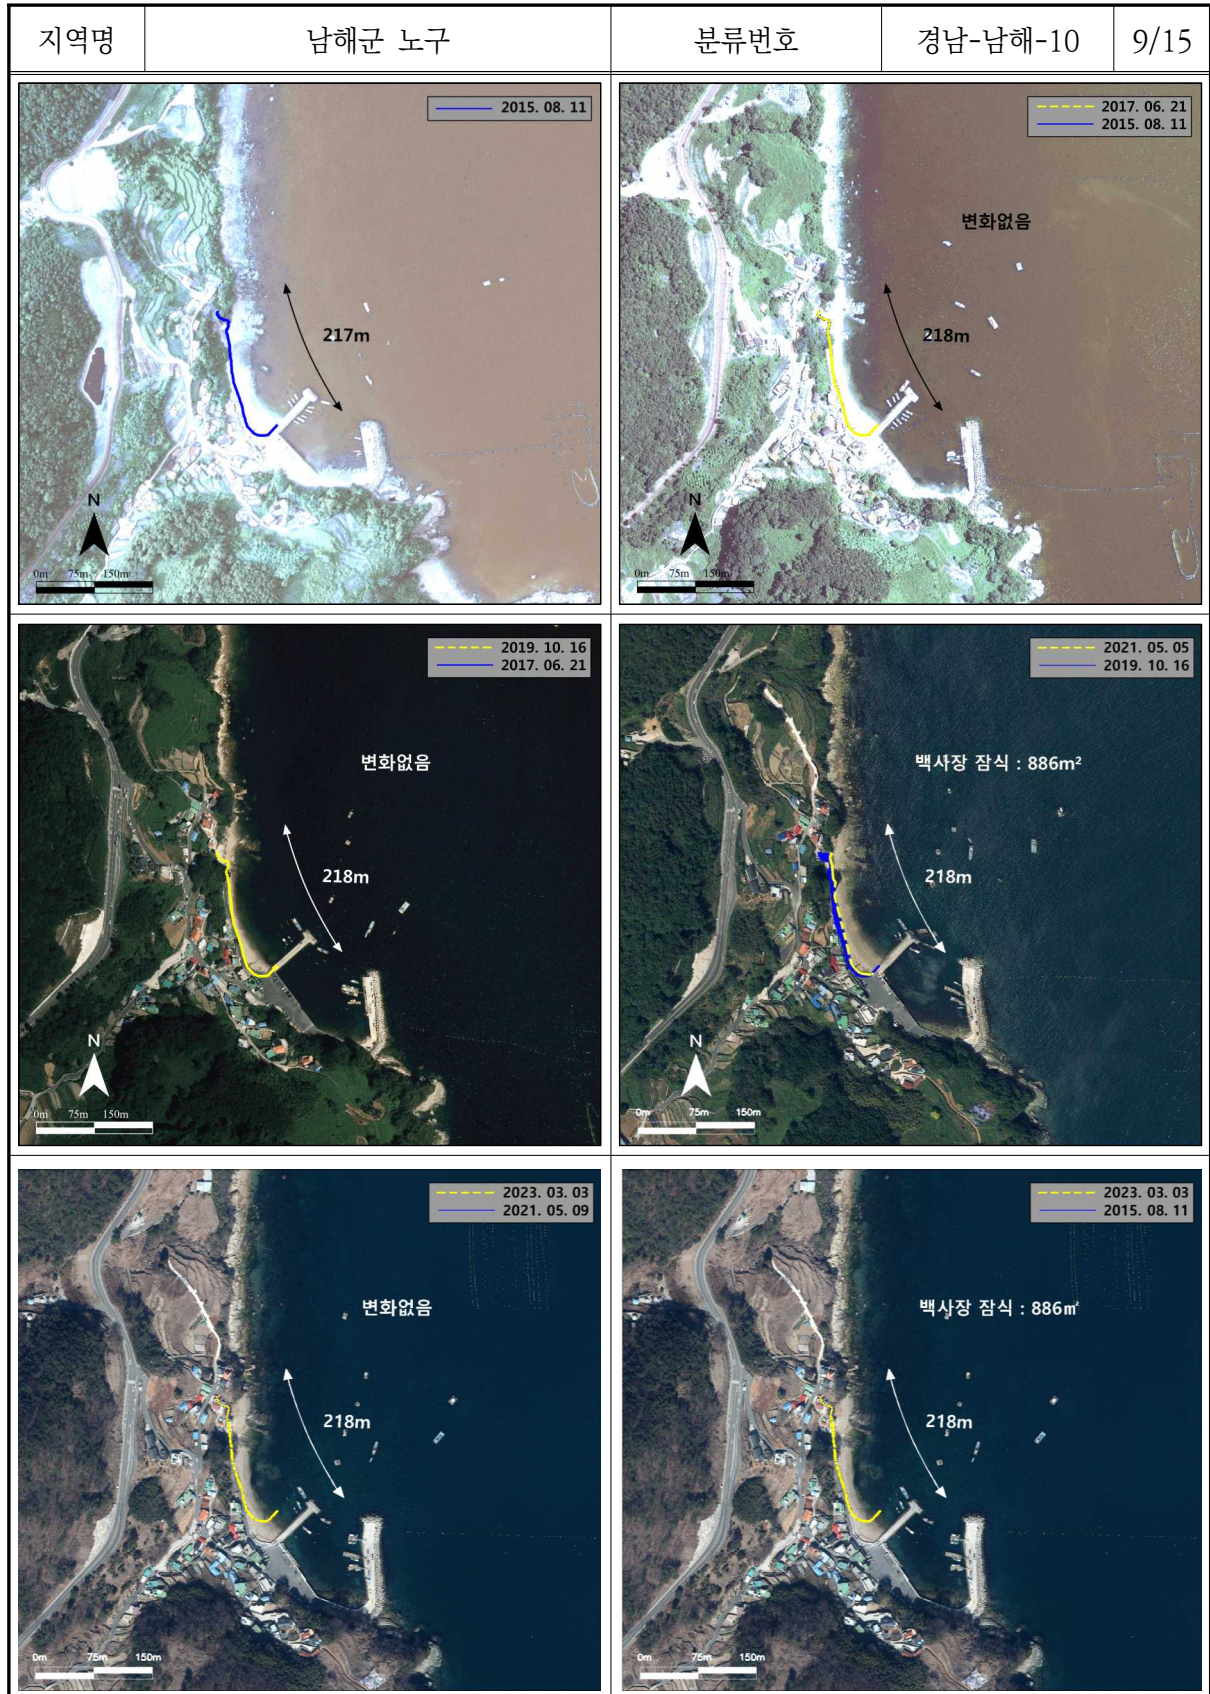 지역명 남해군 노구 분류번호 경남-남해-10 9/15
2015. 08. 11
217m
N
0m 75m 150m
2017. 06. 21
2015. 08. 11
변화없음
218m
N
0m 75m 150m
2019. 10. 16
2017. 06. 21
변화없음
218m
N
0m 75m 150m
2021. 05. 05
2019. 10. 16
백사장 잠식 : 886m²
218m
N
0m 75m 150m
2023. 03. 03
2021. 05. 09
변화없음
218m
0m 75m 150m
2023. 03. 03
2015. 08. 11
백사장 잠식 : 886㎡
218m
0m 75m 150m